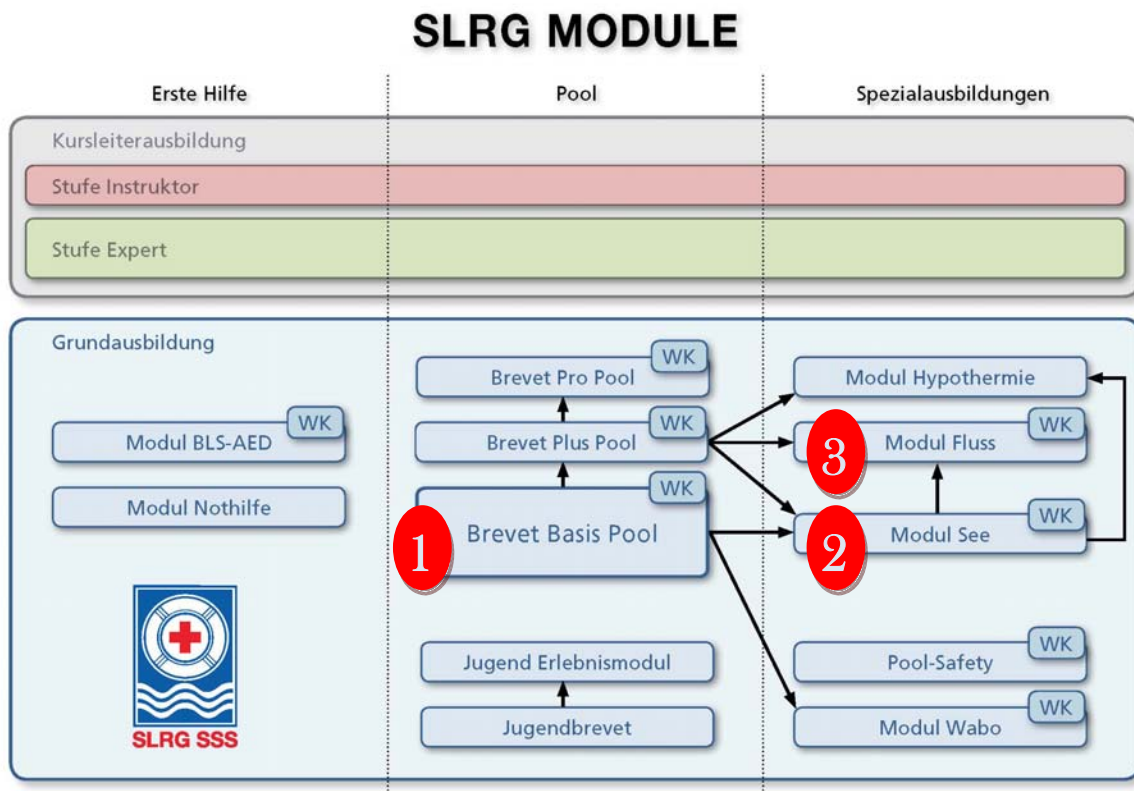 SLRG MODULE
Erste Hilfe
Pool
Spezialausbildungen
Kursleiterausbildung
Stufe Instruktor
Stufe Expert
Grundausbildung
WK
Brevet Pro Pool
Modul Hypothermie
WK
Modul BLS-AED
WK
Brevet Plus Pool
WK
3
Modul Fluss
Modul Nothilfe
WK
1
Brevet Basis Pool
WK
2
Modul See
SLRG SSS
Jugend Erlebnismodul
WK
Pool-Safety
Jugendbrevet
WK
Modul Wabo